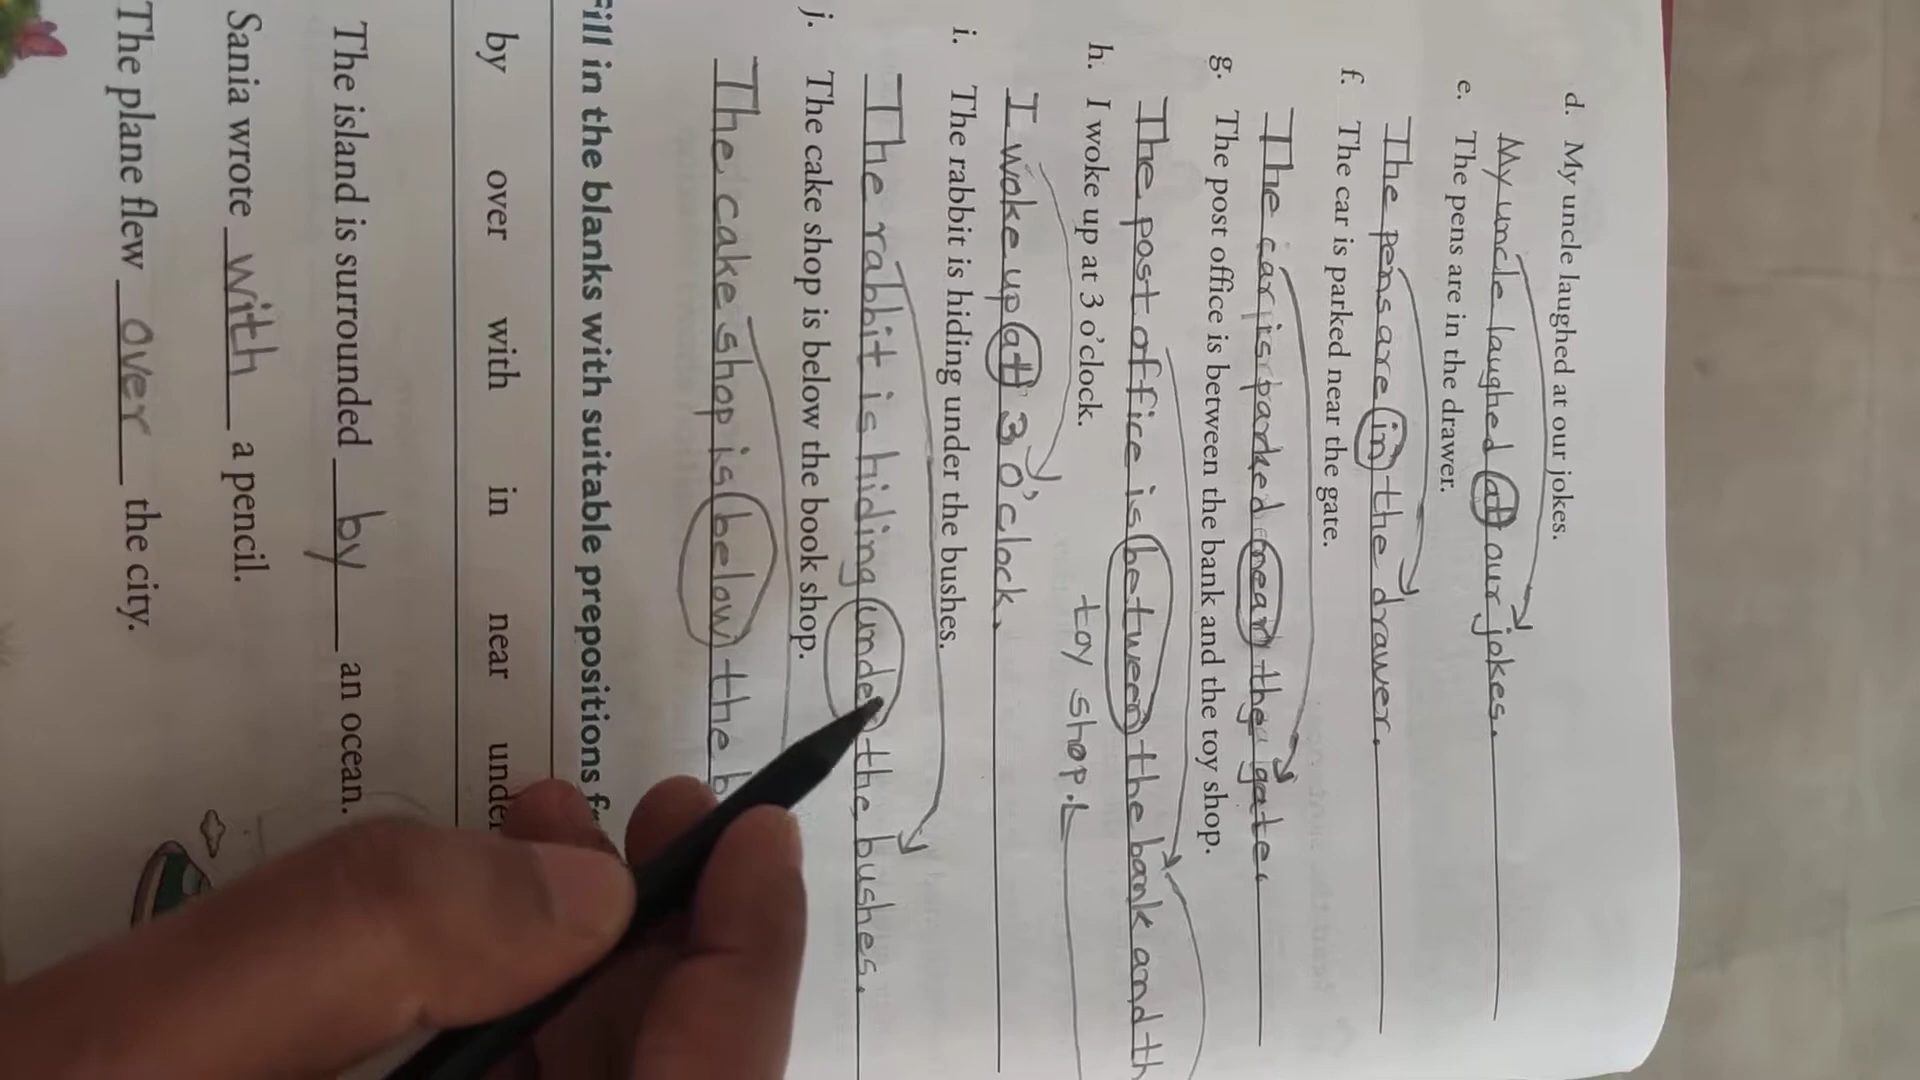 d. My uncle laughed at our jokes.
My uncle laughed at our jokes.
e. The pens are in the drawer.
The pens are in the drawer.
f. The car is parked near the gate.
The car is parked near the gate.
g. The post office is between the bank and the toy shop.
The post office is between the bank and th
toy shop.
h. I woke up at 3 o'clock.
I woke up at 3 o'clock.
i. The rabbit is hiding under the bushes.
The rabbit is hiding unde the bushes.
j. The cake shop is below the book shop.
The cake shop is below the b
Fill in the blanks with suitable prepositions f
by over with in near under
The island is surrounded by an ocean.
Sania wrote with a pencil.
The plane flew over the city.